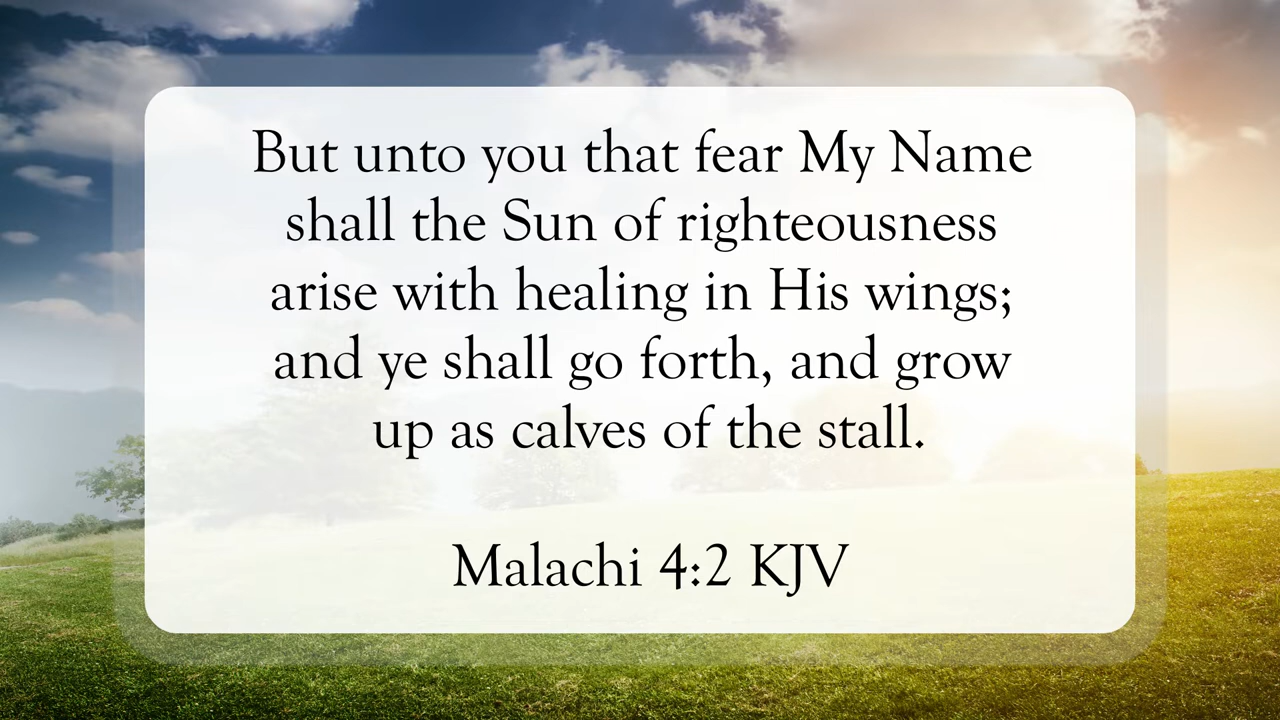 But unto you that fear My Name
shall the Sun of righteousness
arise with healing in His wings;
and ye shall go forth, and grow
up as calves of the stall.
Malachi 4:2 KJV